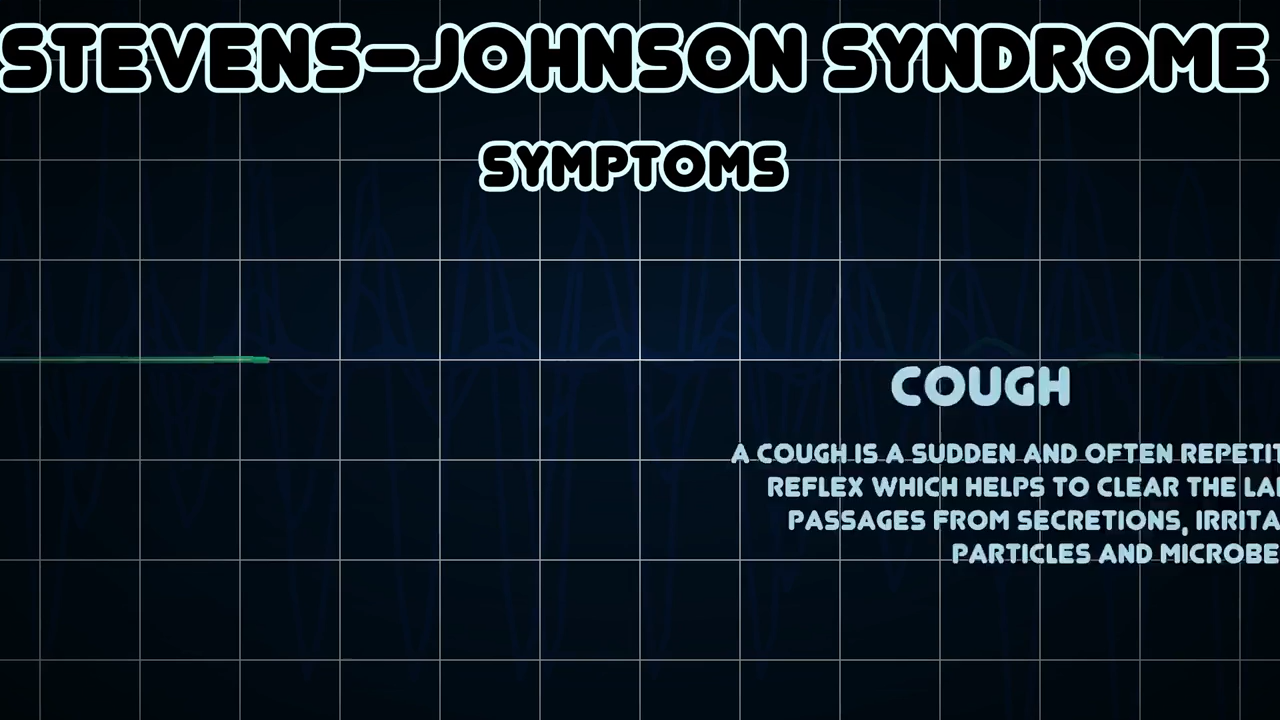 STEVENS-JOHNSON SYNDROME
SYMPTOMS
COUGH
A COUGH IS A SUDDEN AND OFTEN
REFLEX WHICH HELPS TO CLEAR THE
PASSAGES FROM SECRETIONS,
PARTICLES AND